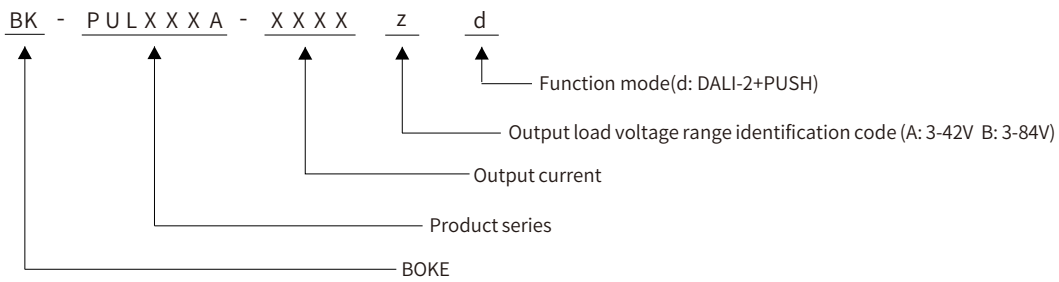 BK - PULXXXA - XXXX z d
Function mode(d: DALI-2+PUSH)
Output load voltage range identification code (A: 3-42V B: 3-84V)
Output current
Product series
BOKE